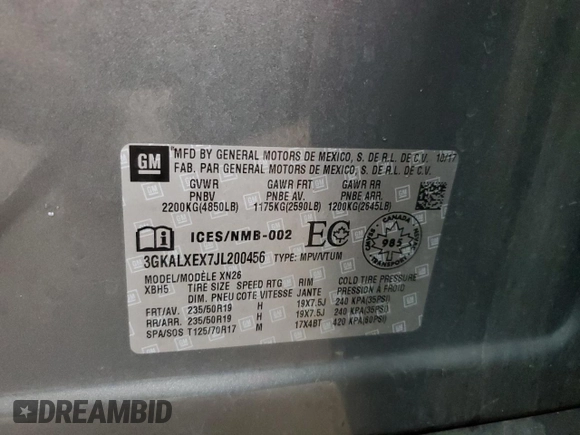 GM
MFD BY GENERAL MOTORS DE MEXICO, S. DE R.L. DE C.V. 10/17
FAB. PAR GENERAL MOTORS DE MEXICO, S. DE R.L. DE C.V.
GVWR GAWR FRT GAWR RR
PNBV PNBE AV. PNBE ARR.
2200KG(4850LB) 1175KG(2590LB) 1200KG(2645LB)
ICES/NMB-002 EC CANADA 985
3GKALXEX7JL200456 TYPE: MPV/VTUM
MODEL/MODÈLE XN26
XBH5 TIRE SIZE SPEED RTG RIM COLD TIRE PRESSURE
DIM. PNEU COTE VITESSE JANTE PRESSION À FROID
FRT/AV. 235/50R19 H 19X7.5J 240 KPA(35PSI)
RR/ARR. 235/50R19 H 19X7.5J 240 KPA(35PSI)
SPA/SOS T125/70R17 M 17X4BT 420 KPA(60PSI)
DREAMBID